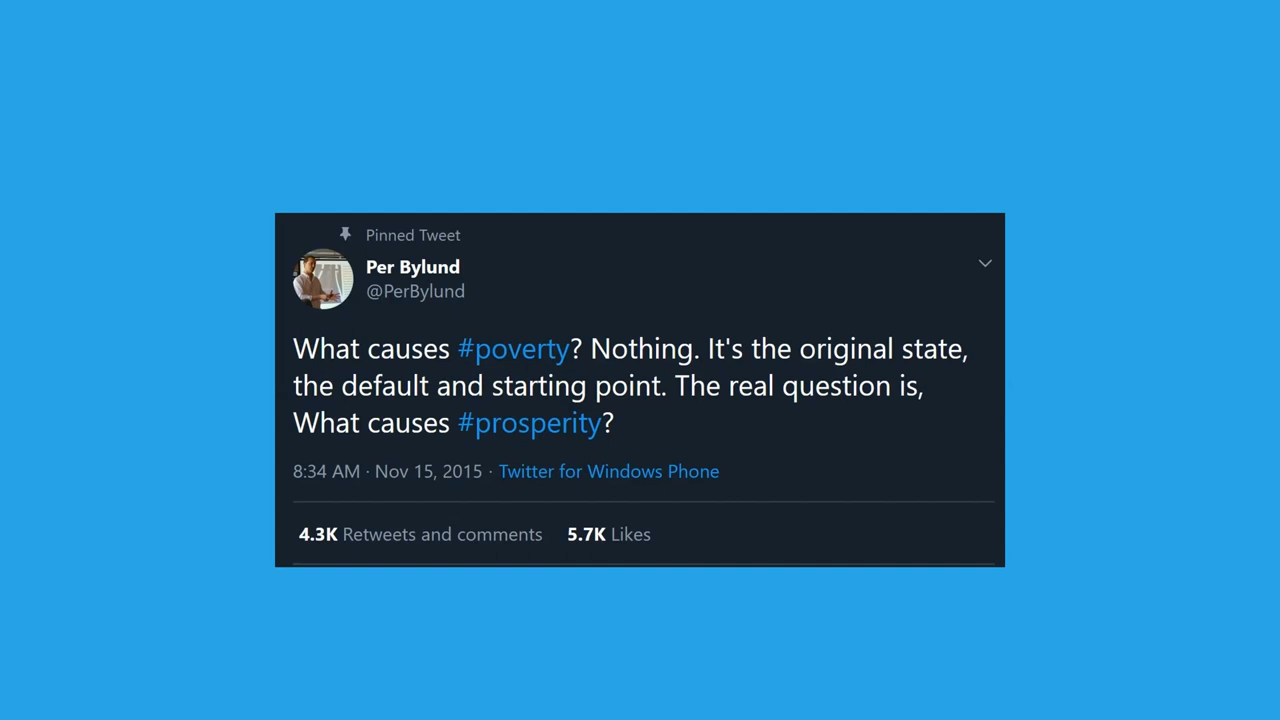 Pinned Tweet
Per Bylund
@PerBylund
What causes #poverty? Nothing. It's the original state,
the default and starting point. The real question is,
What causes #prosperity?
8:34 AM · Nov 15, 2015 · Twitter for Windows Phone
4.3K Retweets and comments 5.7K Likes